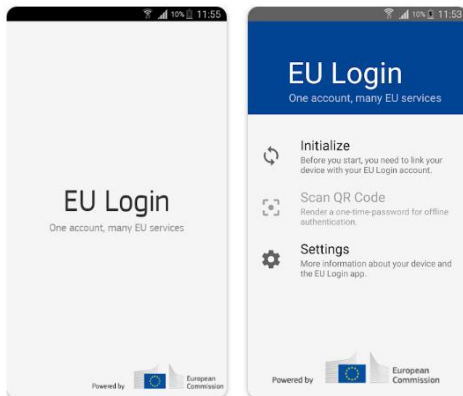 10% 11:55
EU Login
One account, many EU services
Powered by
European
Commission
10% 11:53
EU Login
One account, many EU services
Initialize
Before you start, you need to link your
device with your EU Login account.
Scan QR Code
Render a one-time-password for offline
authentication.
Settings
More information about your device and
the EU Login app.
Powered by
European
Commission